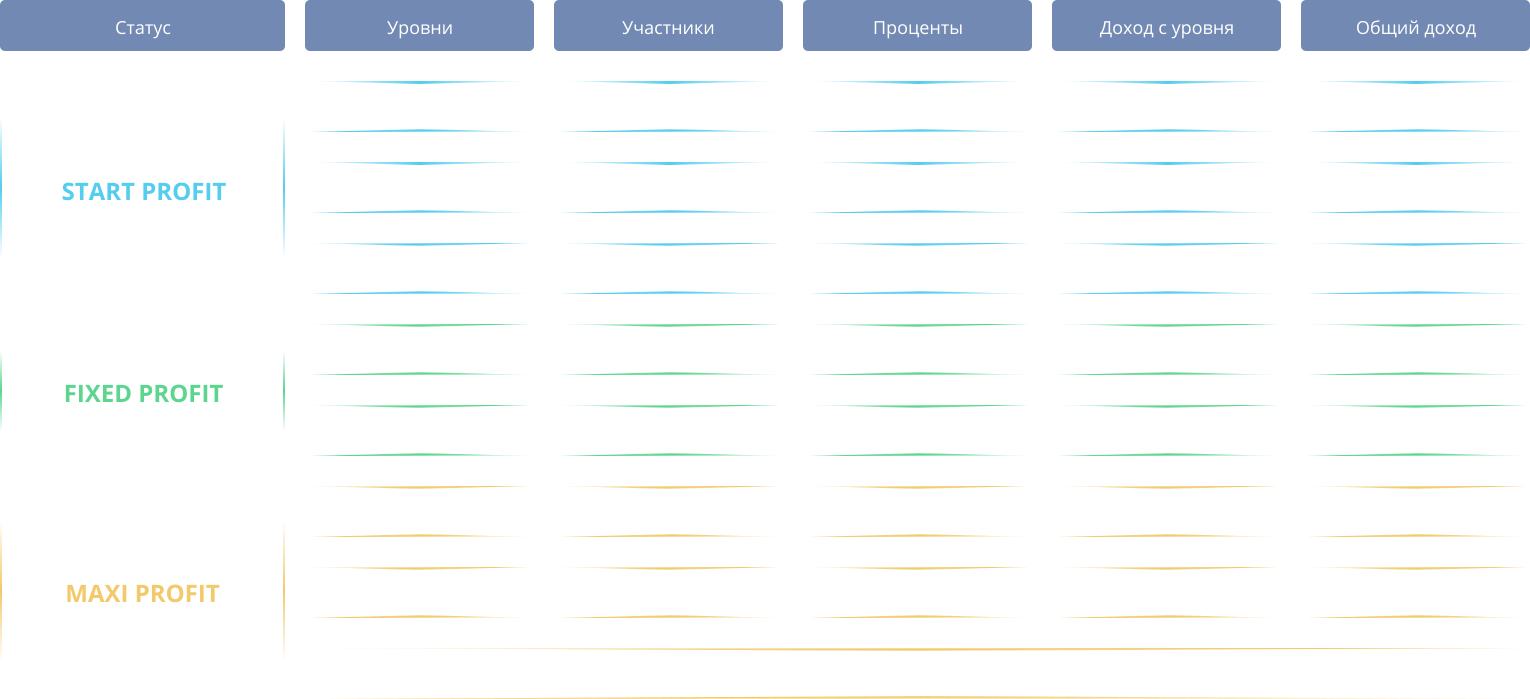 Статус
Уровни
Участники
Проценты
Доход с уровня
Общий доход
START PROFIT
FIXED PROFIT
MAXI PROFIT